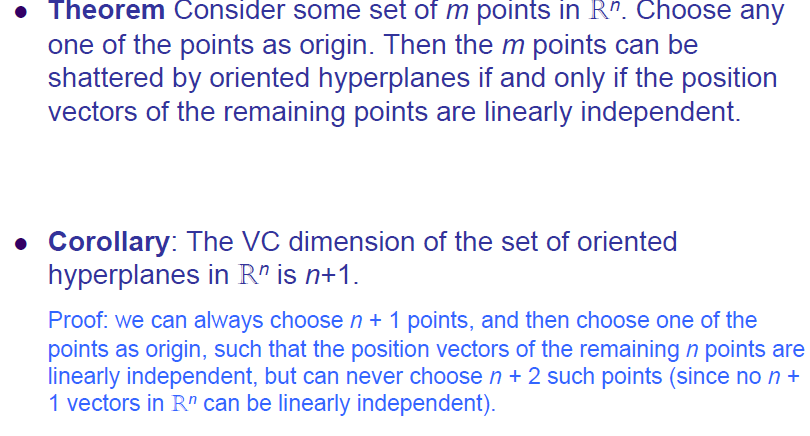 • Theorem Consider some set of m points in ℝⁿ. Choose any
one of the points as origin. Then the m points can be
shattered by oriented hyperplanes if and only if the position
vectors of the remaining points are linearly independent.
• Corollary: The VC dimension of the set of oriented
hyperplanes in ℝⁿ is n+1.
Proof: we can always choose n + 1 points, and then choose one of the
points as origin, such that the position vectors of the remaining n points are
linearly independent, but can never choose n + 2 such points (since no n +
1 vectors in ℝⁿ can be linearly independent).